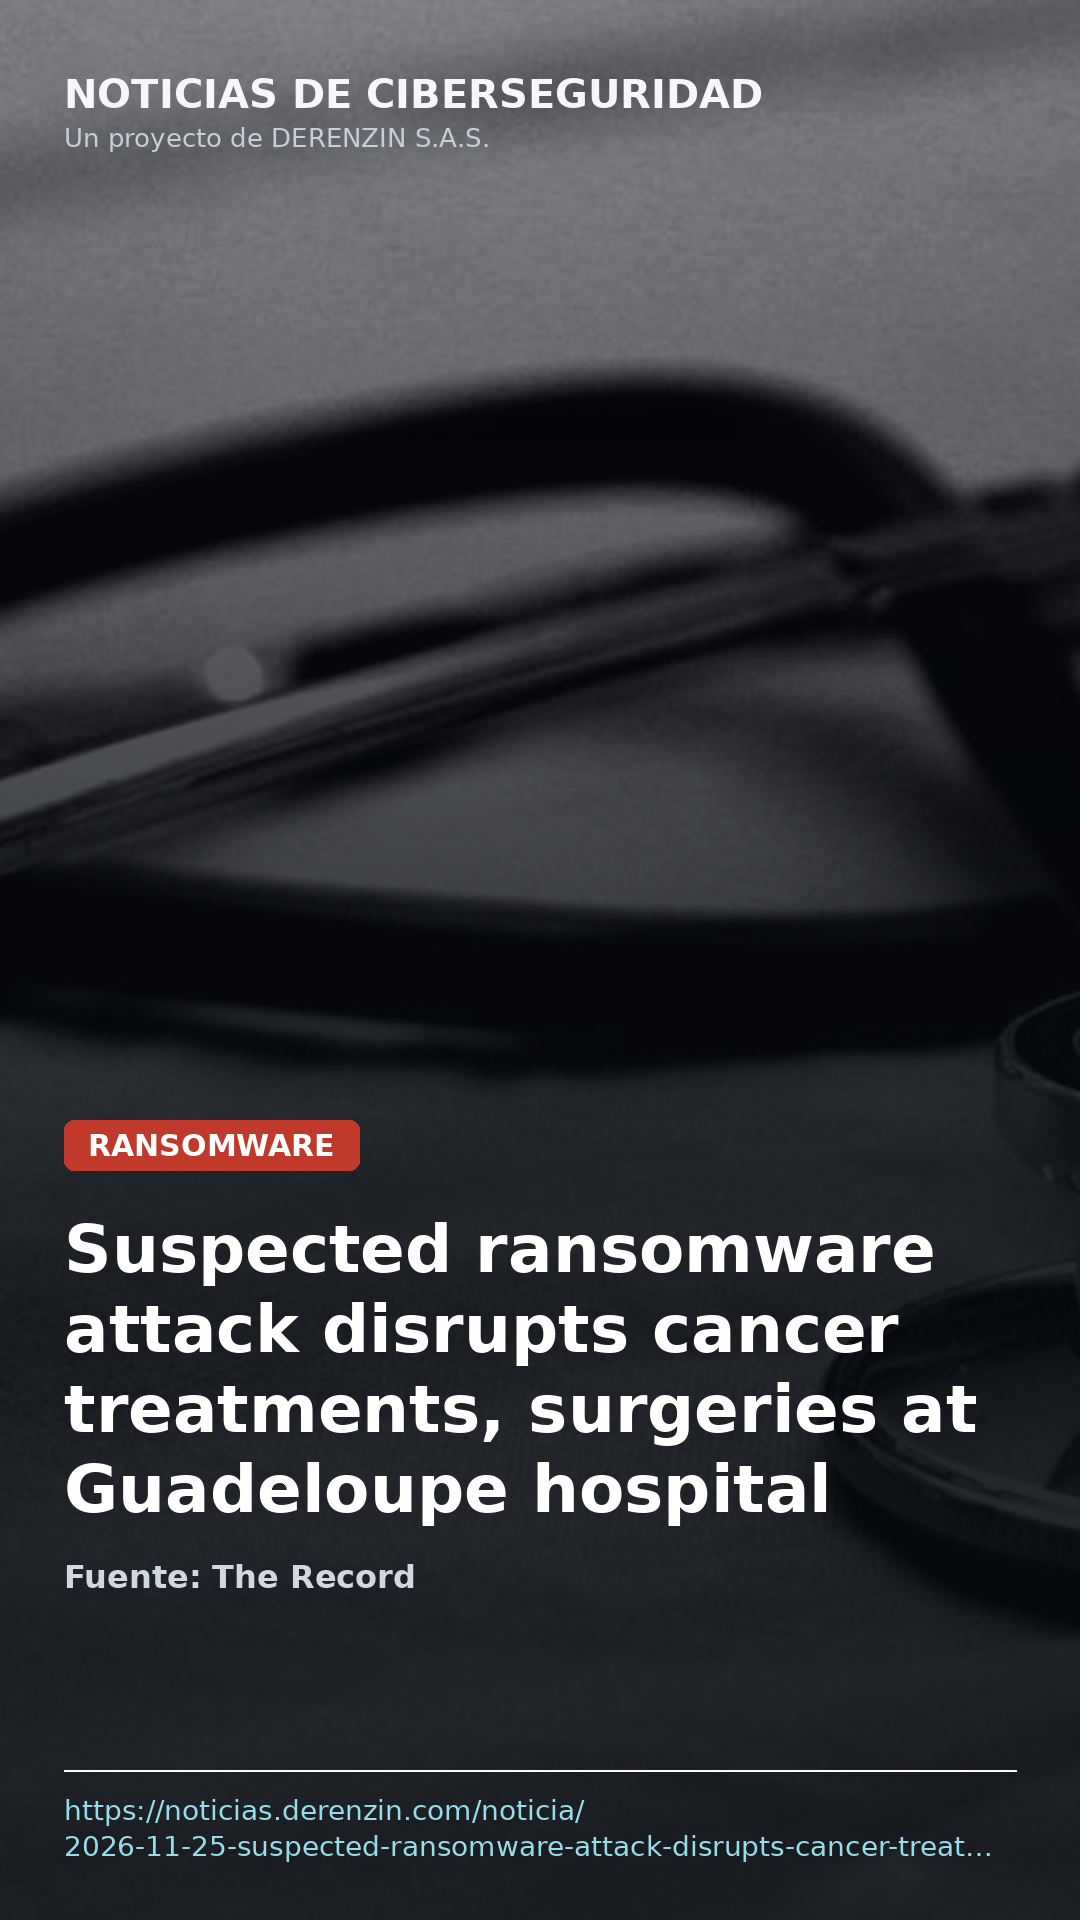 NOTICIAS DE CIBERSEGURIDAD
Un proyecto de DERENZIN S.A.S.
RANSOMWARE
Suspected ransomware
attack disrupts cancer
treatments, surgeries at
Guadeloupe hospital
Fuente: The Record
https://noticias.derenzin.com/noticia/
2026-11-25-suspected-ransomware-attack-disrupts-cancer-treat...